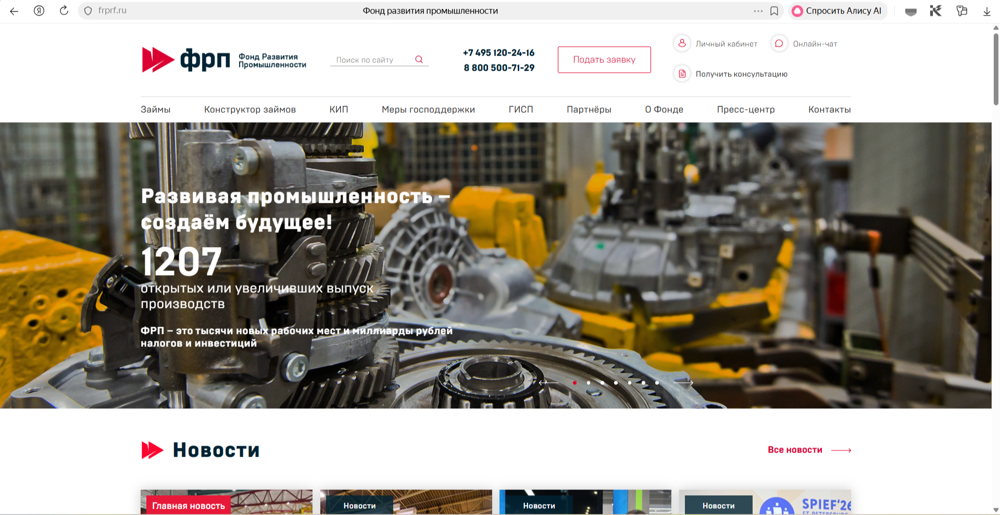 frprf.ru
Фонд развития промышленности
Спросить Алису AI
фрп
Фонд Развития
Промышленности
Поиск по сайту
+7 495 120-24-16
8 800 500-71-29
Подать заявку
Личный кабинет
Онлайн-чат
Получить консультацию
Займы
Конструктор займов
КИП
Меры господдержки
ГИСП
Партнёры
О Фонде
Пресс-центр
Контакты
Развивая промышленность –
создаём будущее!
1207
открытых или увеличивших выпуск
производств
ФРП – это тысячи новых рабочих мест и миллиарды рублей
налогов и инвестиций
Новости
Все новости
Главная новость
Новости
Новости
Новости
SPIEF'26